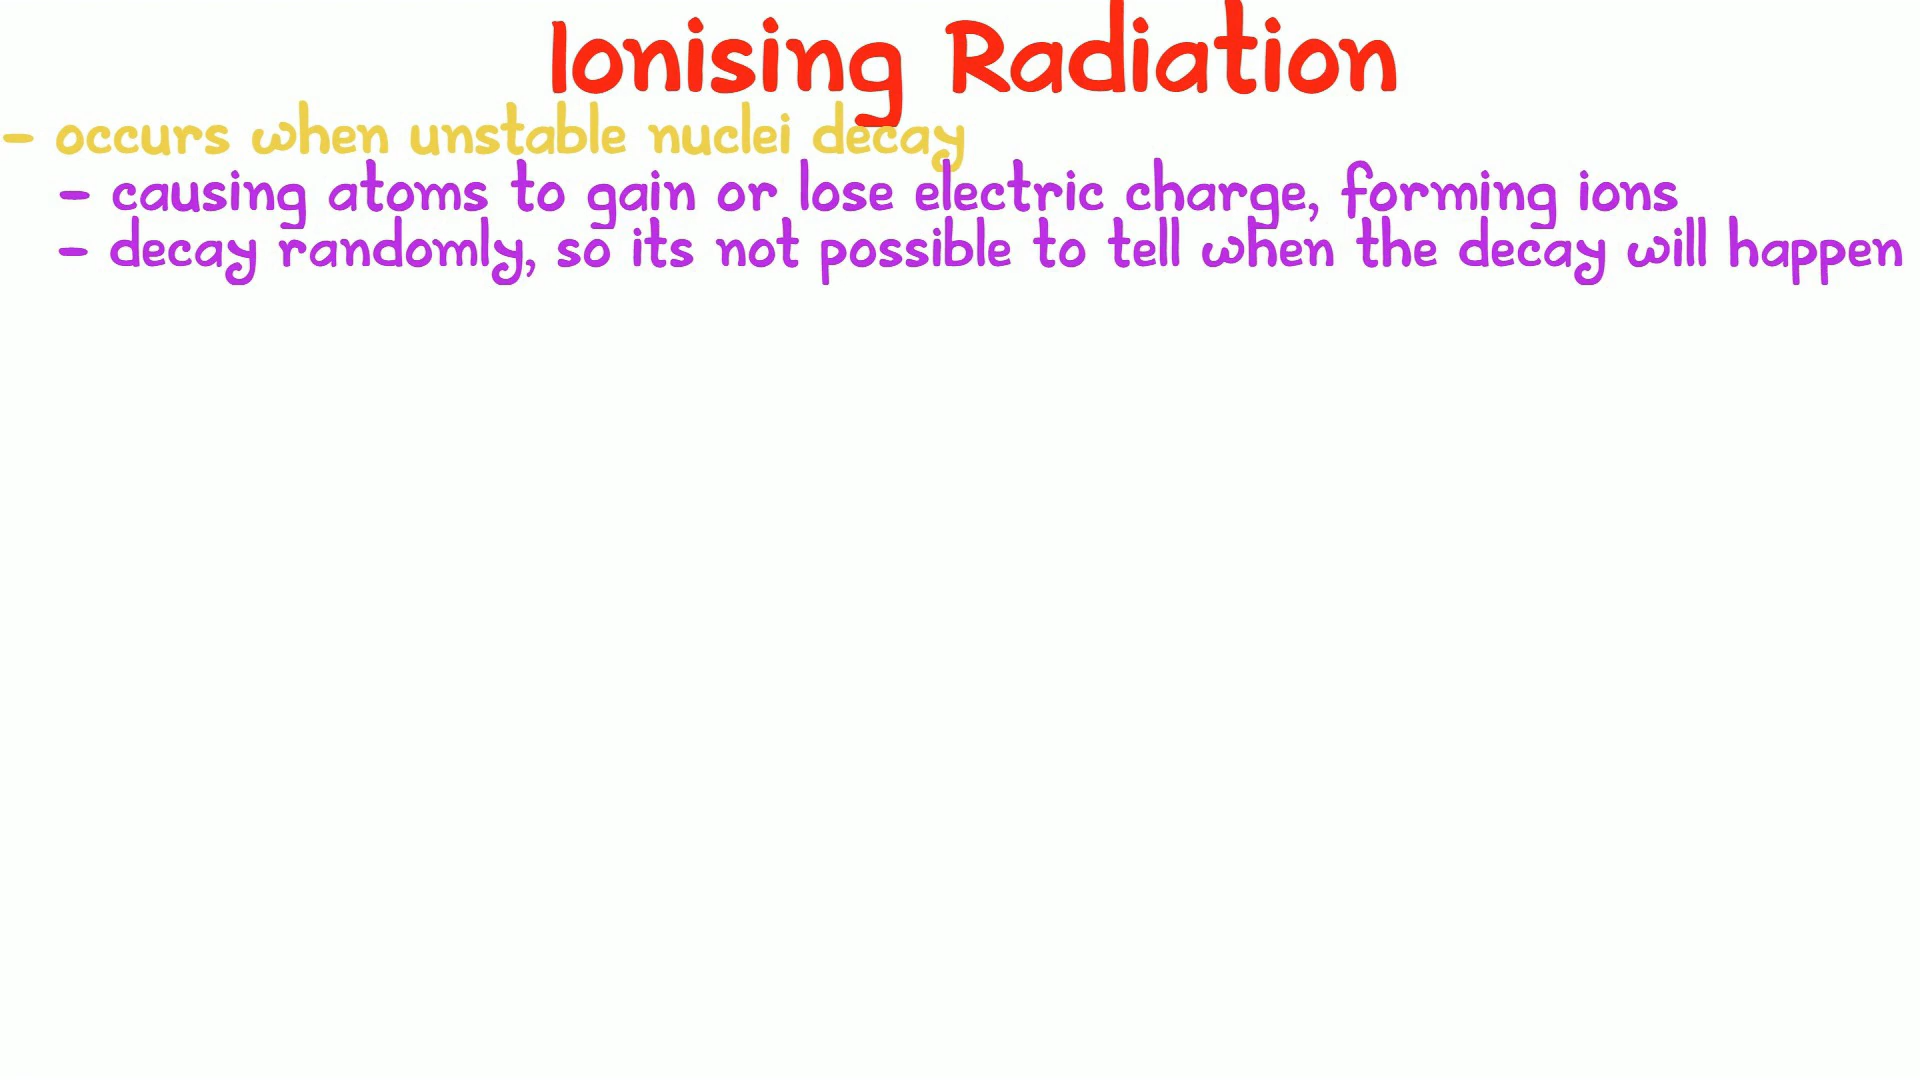 Ionising Radiation
- occurs when unstable nuclei decay
- causing atoms to gain or lose electric charge, forming ions
- decay randomly, so its not possible to tell when the decay will happen